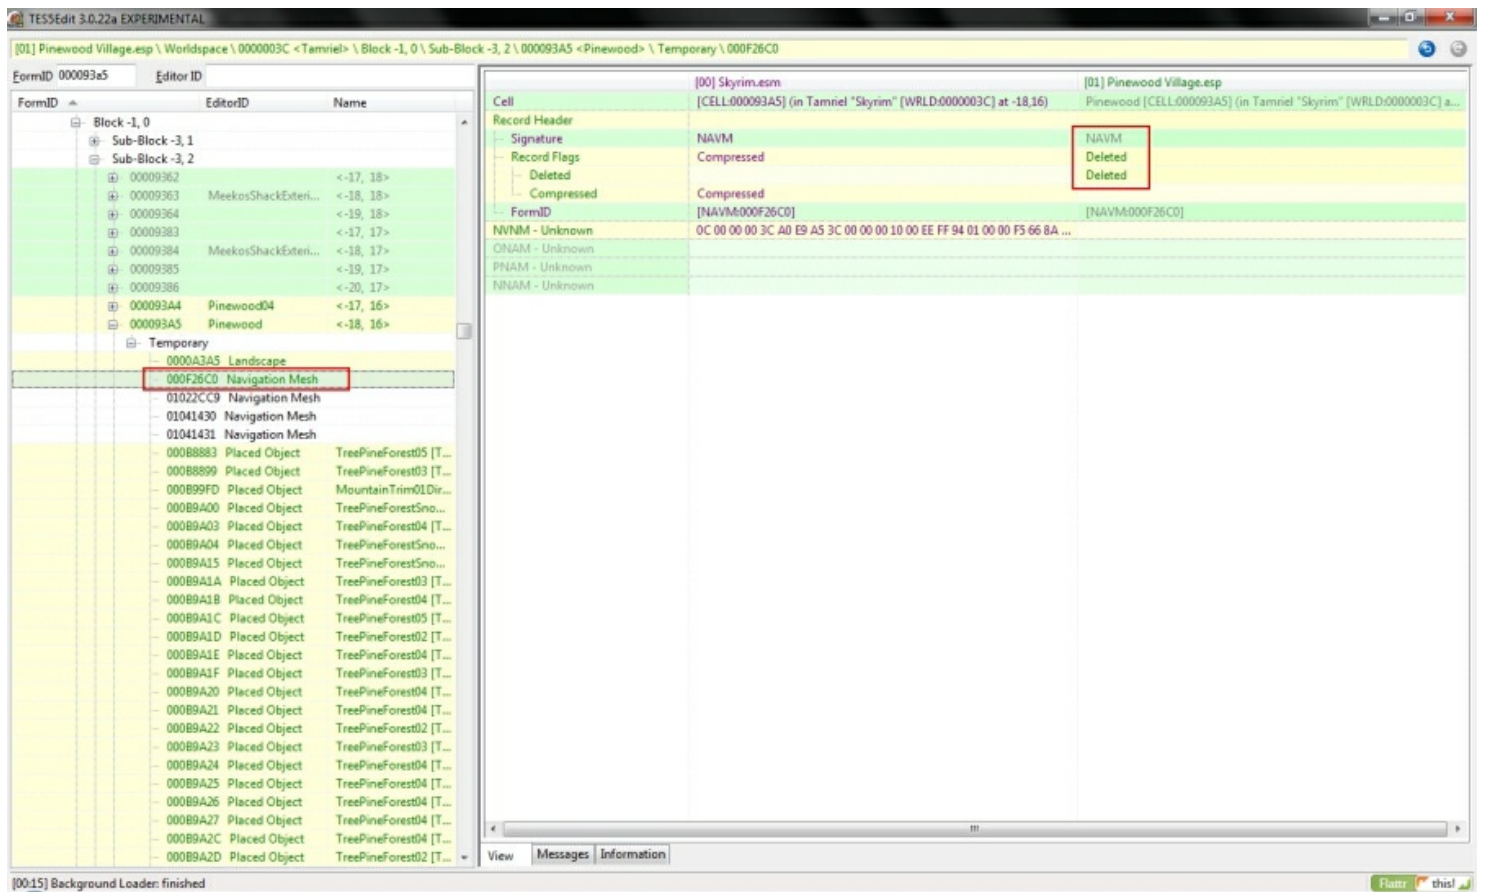 TES5Edit 3.0.22a EXPERIMENTAL
[01] Pinewood Village.esp \ Worldspace \ 0000003C <Tamriel> \ Block -1, 0 \ Sub-Block -3, 2 \ 000093A5 <Pinewood> \ Temporary \ 000F26C0
FormID 000093a5 Editor ID
FormID EditorID Name
Block -1, 0
Sub-Block -3, 1
Sub-Block -3, 2
00009362 <-17, 18>
00009363 MeekosShackExteri... <-18, 18>
00009364 <-19, 18>
00009383 <-17, 17>
00009384 MeekosShackExteri... <-18, 17>
00009385 <-19, 17>
00009386 <-20, 17>
000093A4 Pinewood04 <-17, 16>
000093A5 Pinewood <-18, 16>
Temporary
0000A3A5 Landscape
000F26C0 Navigation Mesh
01022CC9 Navigation Mesh
01041430 Navigation Mesh
01041431 Navigation Mesh
000B8883 Placed Object TreePineForest05 [T...
000B8899 Placed Object TreePineForest03 [T...
000B99FD Placed Object MountainTrim01Dir...
000B9A00 Placed Object TreePineForestSno...
000B9A03 Placed Object TreePineForest04 [T...
000B9A04 Placed Object TreePineForestSno...
000B9A15 Placed Object TreePineForestSno...
000B9A1A Placed Object TreePineForest03 [T...
000B9A1B Placed Object TreePineForest04 [T...
000B9A1C Placed Object TreePineForest05 [T...
000B9A1D Placed Object TreePineForest02 [T...
000B9A1E Placed Object TreePineForest04 [T...
000B9A1F Placed Object TreePineForest03 [T...
000B9A20 Placed Object TreePineForest04 [T...
000B9A21 Placed Object TreePineForest04 [T...
000B9A22 Placed Object TreePineForest02 [T...
000B9A23 Placed Object TreePineForest03 [T...
000B9A24 Placed Object TreePineForest04 [T...
000B9A25 Placed Object TreePineForest04 [T...
000B9A26 Placed Object TreePineForest04 [T...
000B9A27 Placed Object TreePineForest04 [T...
000B9A2C Placed Object TreePineForest04 [T...
000B9A2D Placed Object TreePineForest02 [T...
[00] Skyrim.esm [01] Pinewood Village.esp
Cell [CELL:000093A5] (in Tamriel "Skyrim" [WRLD:0000003C] at -18,16) Pinewood [CELL:000093A5] (in Tamriel "Skyrim" [WRLD:0000003C] a...
Record Header
Signature NAVM NAVM
Record Flags Compressed Deleted
Deleted Deleted
Compressed Compressed
FormID [NAVM:000F26C0] [NAVM:000F26C0]
NVNM - Unknown 0C 00 00 00 3C A0 E9 A5 3C 00 00 00 10 00 EE FF 94 01 00 00 F5 66 8A ...
ONAM - Unknown
PNAM - Unknown
NNAM - Unknown
View Messages Information
[00:15] Background Loader: finished
Flattr this!